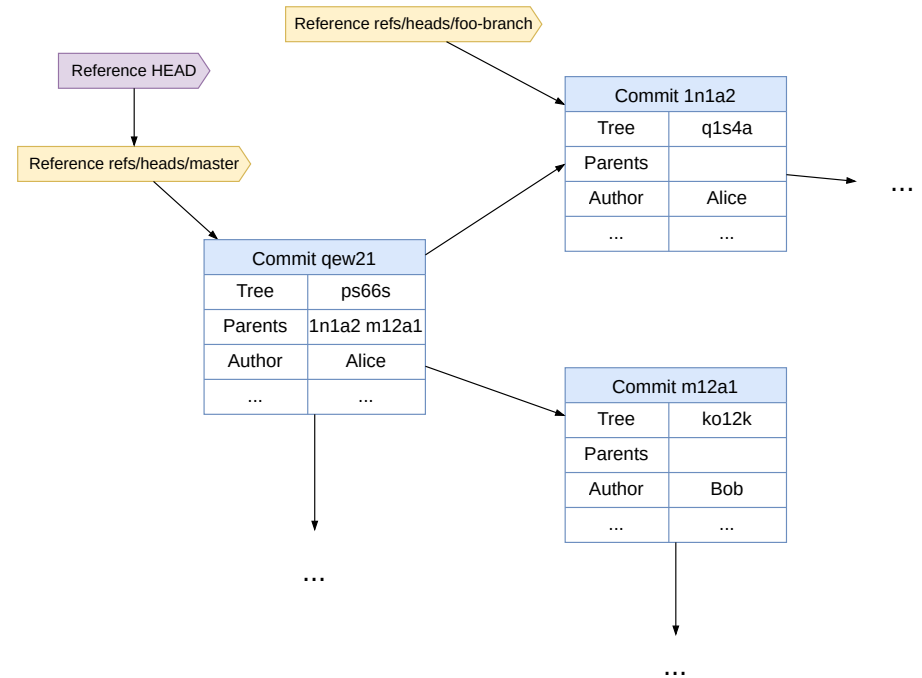 Reference refs/heads/foo-branch
Reference HEAD
Reference refs/heads/master
Commit 1n1a2
Tree q1s4a
Parents
Author Alice
... ...
...
Commit qew21
Tree ps66s
Parents 1n1a2 m12a1
Author Alice
... ...
...
Commit m12a1
Tree ko12k
Parents
Author Bob
... ...
...